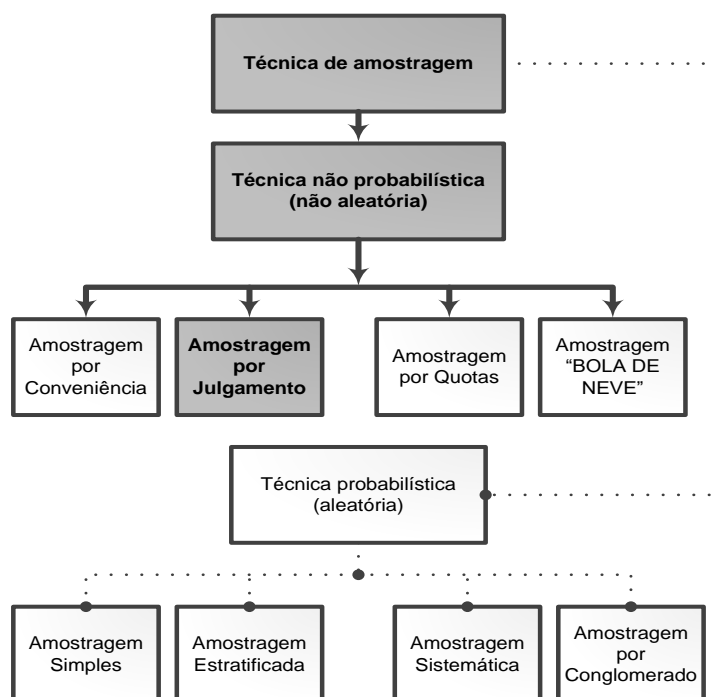 Técnica de amostragem
Técnica não probabilística
(não aleatória)
Amostragem
por
Conveniência
Amostragem
por
Julgamento
Amostragem
por Quotas
Amostragem
“BOLA DE
NEVE”
Técnica probabilística
(aleatória)
Amostragem
Simples
Amostragem
Estratificada
Amostragem
Sistemática
Amostragem
por
Conglomerado